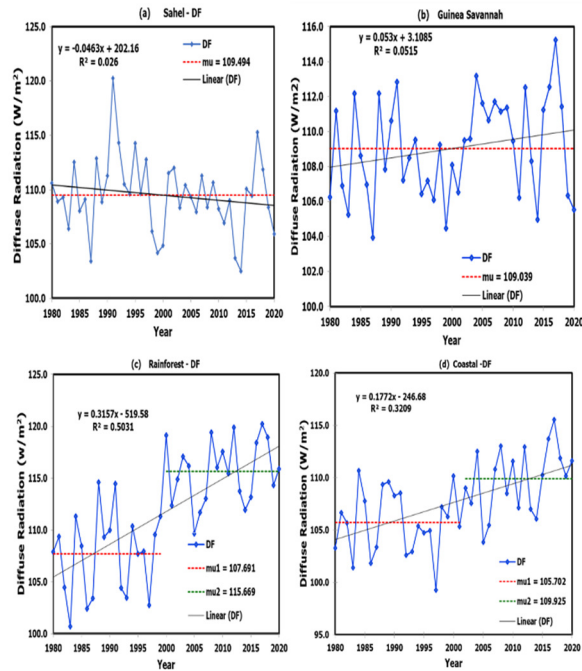 (a) Sahel - DF
y = -0.0463x + 202.16
R² = 0.026
DF
mu = 109.494
Linear (DF)
Diffuse Radiation (W/m²)
125.0
120.0
115.0
110.0
105.0
100.0
1980 1985 1990 1995 2000 2005 2010 2015 2020
Year
(b) Guinea Savannah
y = 0.053x + 3.1085
R² = 0.0515
DF
mu = 109.039
Linear (DF)
Diffuse Radiation (W/m2)
116.0
114.0
112.0
110.0
108.0
106.0
104.0
102.0
1980 1985 1990 1995 2000 2005 2010 2015 2020
Year
(c) Rainforest - DF
y = 0.3157x - 519.58
R² = 0.5031
DF
mu1 = 107.691
mu2 = 115.669
Linear (DF)
Diffuse Radiation (w/m²)
125.0
120.0
115.0
110.0
105.0
100.0
1980 1985 1990 1995 2000 2005 2010 2015 2020
Year
(d) Coastal -DF
y = 0.1772x - 246.68
R² = 0.3209
DF
mu1 = 105.702
mu2 = 109.925
Linear (DF)
Diffuse Radiation (W/m²)
120.0
115.0
110.0
105.0
100.0
95.0
1980 1985 1990 1995 2000 2005 2010 2015 2020
Year